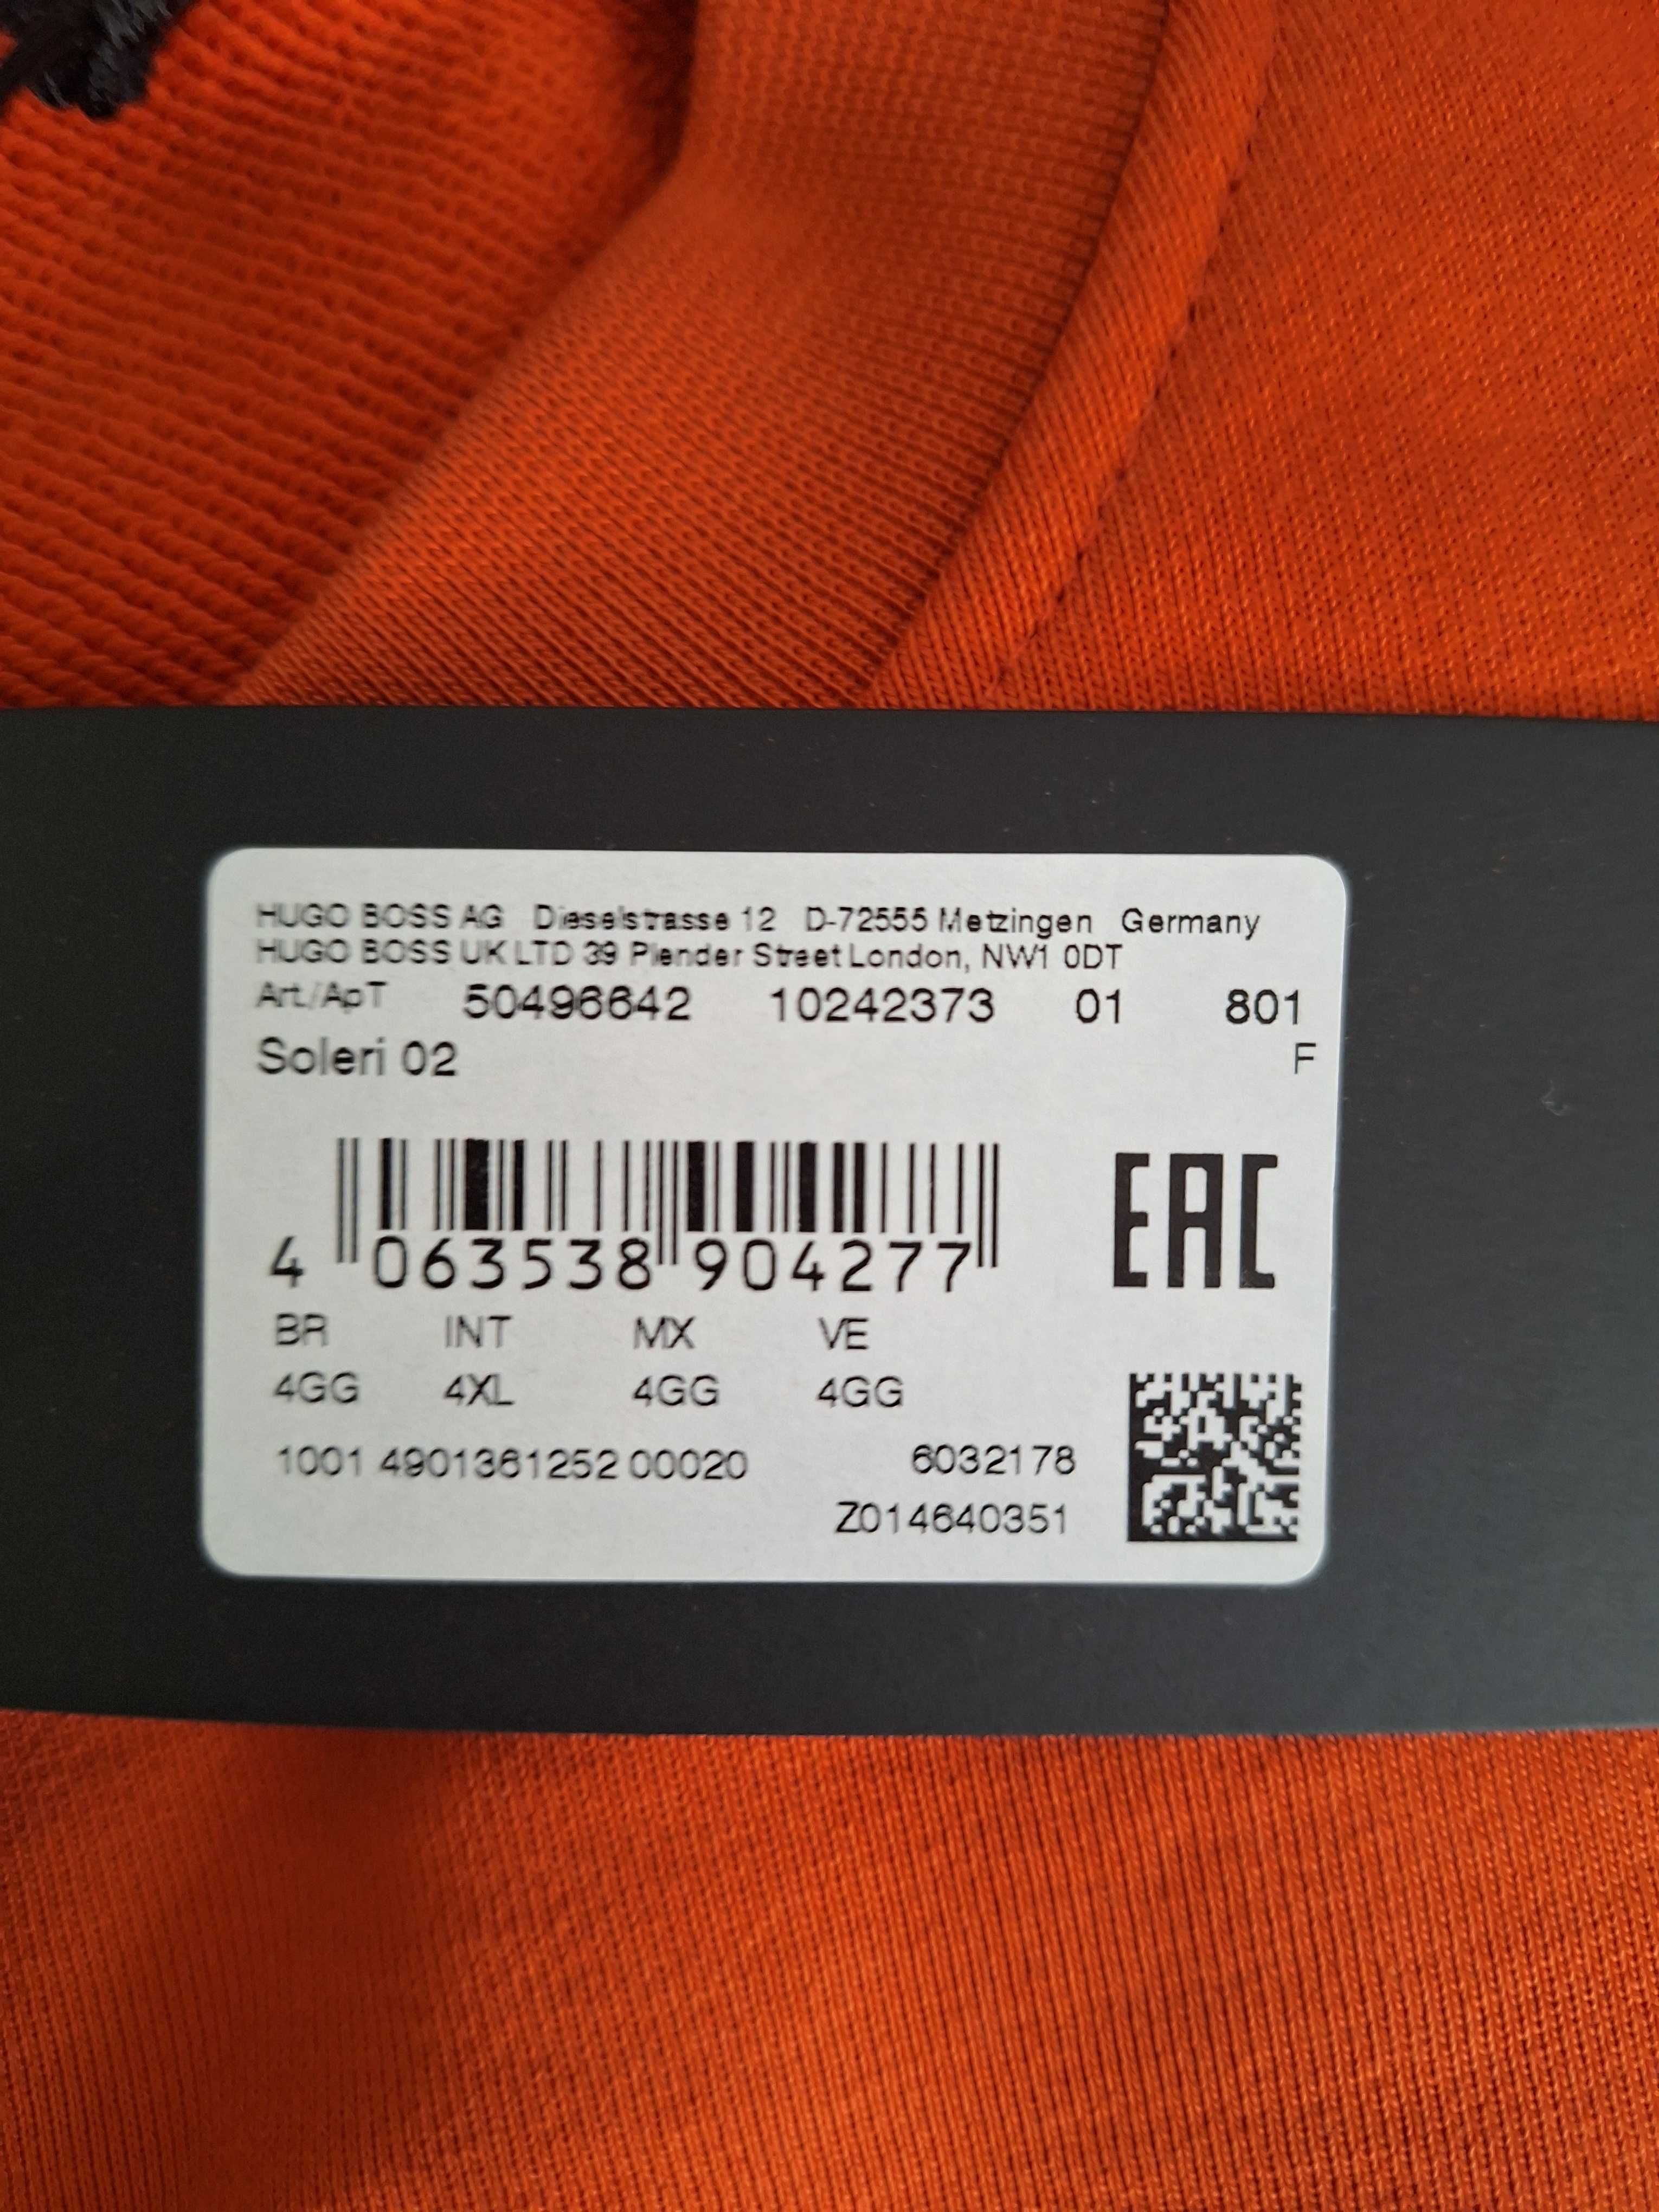 HUGO BOSS AG Dieselstrasse 12 D-72555 Metzingen Germany
HUGO BOSS UK LTD 39 Plender Street London, NW1 0DT
Art./ApT 50496642 10242373 01 801
Soleri 02 F
4 063538 904277
EAC
BR INT MX VE
4GG 4XL 4GG 4GG
1001 4901361252 00020 6032178
Z014640351